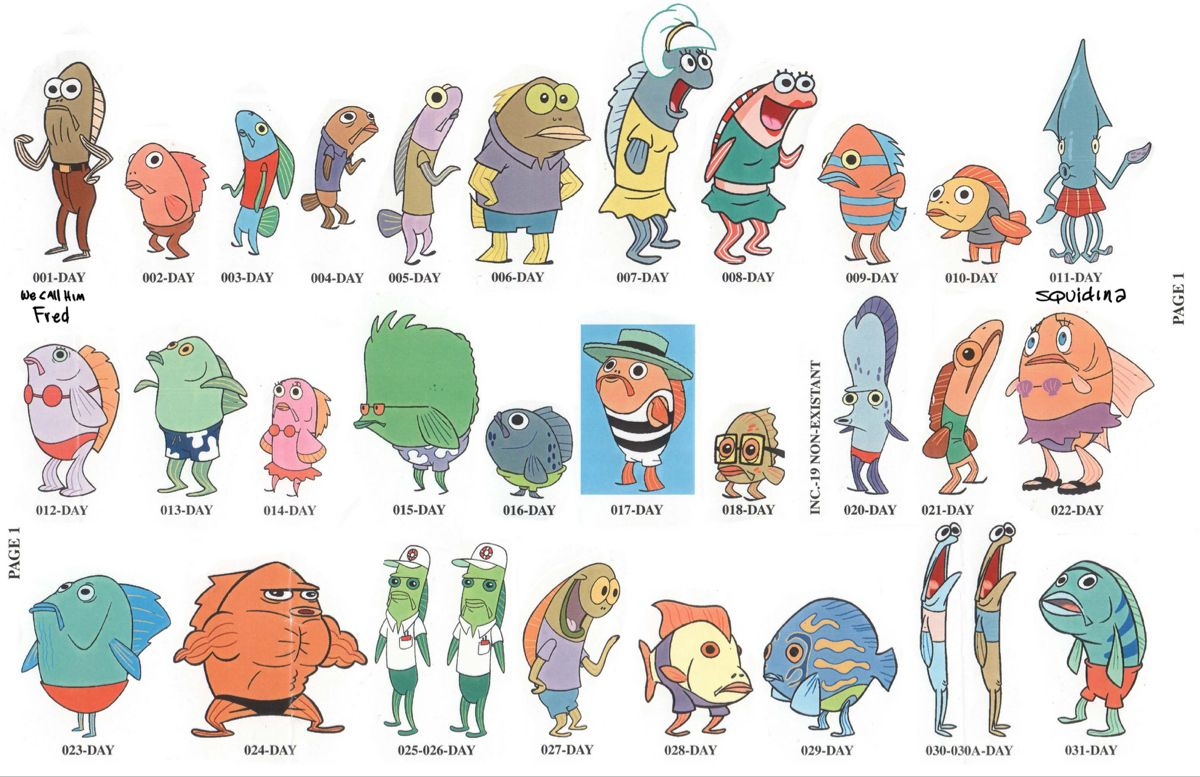 001-DAY 002-DAY 003-DAY 004-DAY 005-DAY 006-DAY 007-DAY 008-DAY 009-DAY 010-DAY 011-DAY
PAGE 1
We CAll HiM
Fred
SQuidinа
012-DAY 013-DAY 014-DAY 015-DAY 016-DAY 017-DAY 018-DAY
INC.-19 NON-EXISTANT
020-DAY 021-DAY 022-DAY
PAGE 1
023-DAY 024-DAY 025-026-DAY 027-DAY 028-DAY 029-DAY 030-030A-DAY 031-DAY